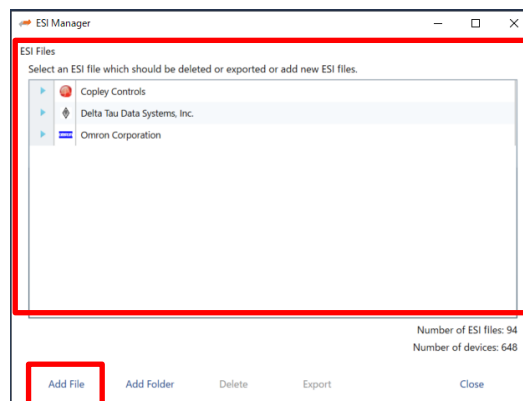 ESI Manager
ESI Files
Select an ESI file which should be deleted or exported or add new ESI files.
Copley Controls
Delta Tau Data Systems, Inc.
Omron Corporation
Number of ESI files: 94
Number of devices: 648
Add File Add Folder Delete Export Close